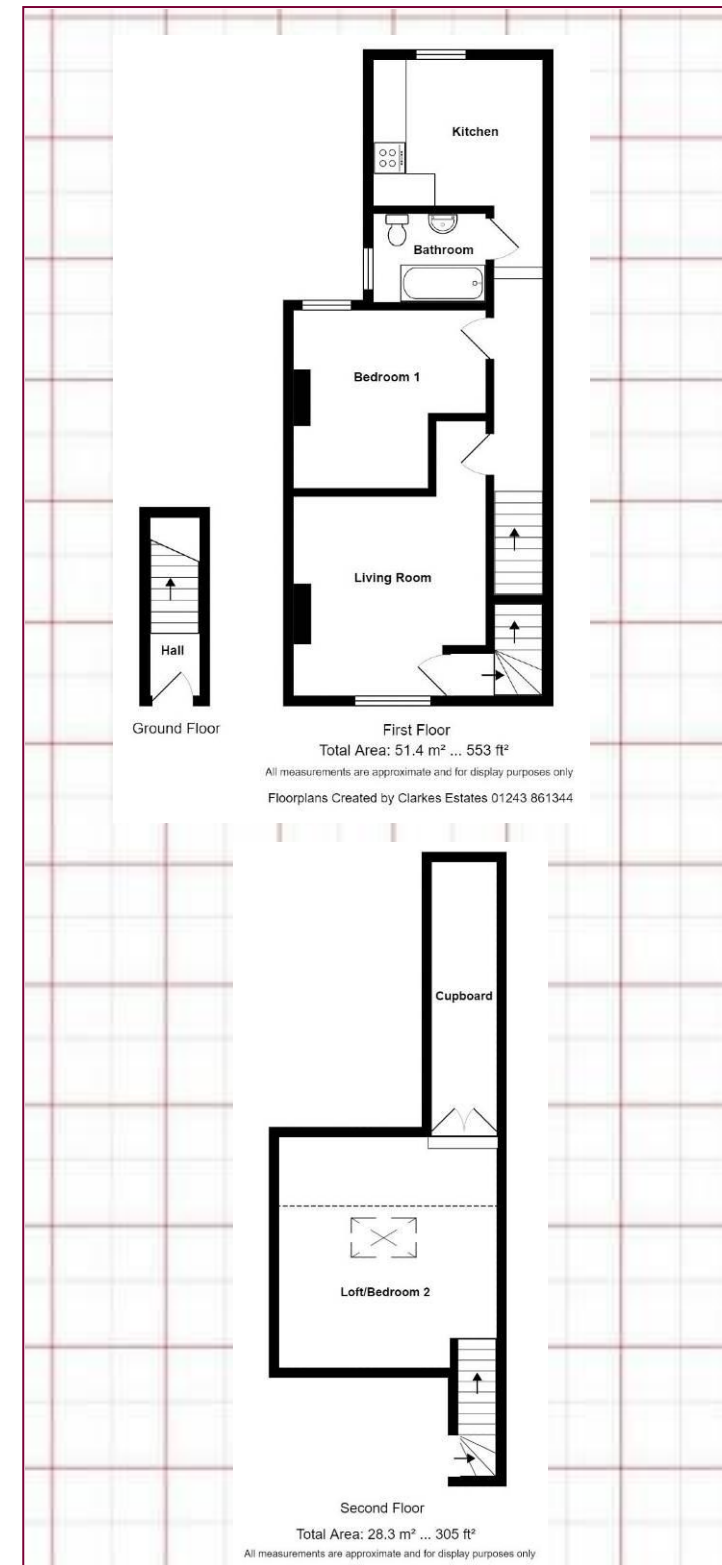 Kitchen
Bathroom
Bedroom 1
Living Room
Hall
Ground Floor
First Floor
Total Area: 51.4 m² ... 553 ft²
All measurements are approximate and for display purposes only
Floorplans Created by Clarkes Estates 01243 861344
Cupboard
Loft/Bedroom 2
Second Floor
Total Area: 28.3 m² ... 305 ft²
All measurements are approximate and for display purposes only